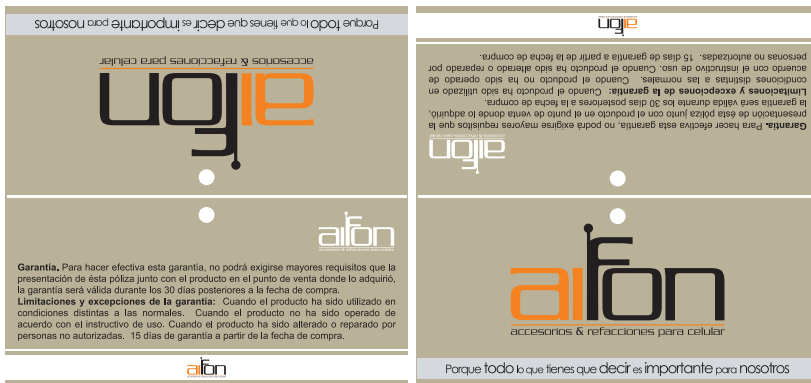 Porque todo lo que tienes que decir es importante para nosotros
accesorios & refacciones para celular
aifon
aifon
accesorios & refacciones para celular
Garantía. Para hacer efectiva esta garantía, no podrá exigirse mayores requisitos que la
presentación de ésta póliza junto con el producto en el punto de venta donde lo adquirió,
la garantía será válida durante los 30 días posteriores a la fecha de compra.
Limitaciones y excepciones de la garantia: Cuando el producto ha sido utilizado en
condiciones distintas a las normales. Cuando el producto no ha sido operado de
acuerdo con el instructivo de uso. Cuando el producto ha sido alterado o reparado por
personas no autorizadas. 15 días de garantía a partir de la fecha de compra.
aifon
aifon
personas no autorizadas. 15 días de garantía a partir de la fecha de compra.
acuerdo con el instructivo de uso. Cuando el producto ha sido alterado o reparado por
condiciones distintas a las normales. Cuando el producto no ha sido operado de
Limitaciones y excepciones de la garantia: Cuando el producto ha sido utilizado en
la garantía será válida durante los 30 días posteriores a la fecha de compra.
presentación de ésta póliza junto con el producto en el punto de venta donde lo adquirió,
Garantía. Para hacer efectiva esta garantía, no podrá exigirse mayores requisitos que la
accesorios & refacciones para celular
aifon
aifon
accesorios & refacciones para celular
Porque todo lo que tienes que decir es importante para nosotros